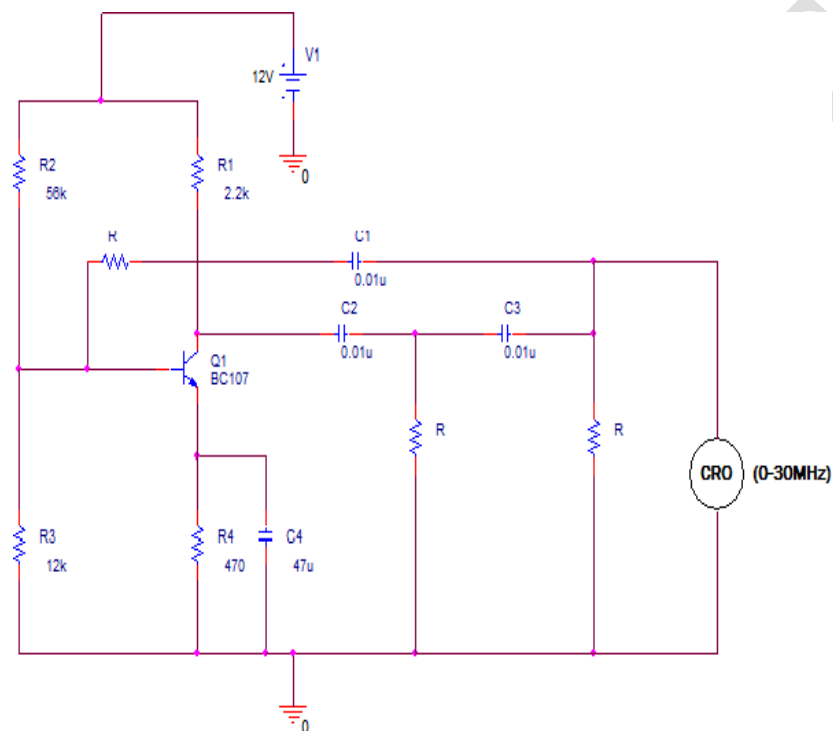 V1
12V
0
R2
56k
R1
2.2k
R
C1
0.01u
C2
0.01u
C3
0.01u
Q1
BC107
R
R
CRO (0-30MHz)
R3
12k
R4
470
C4
47u
0